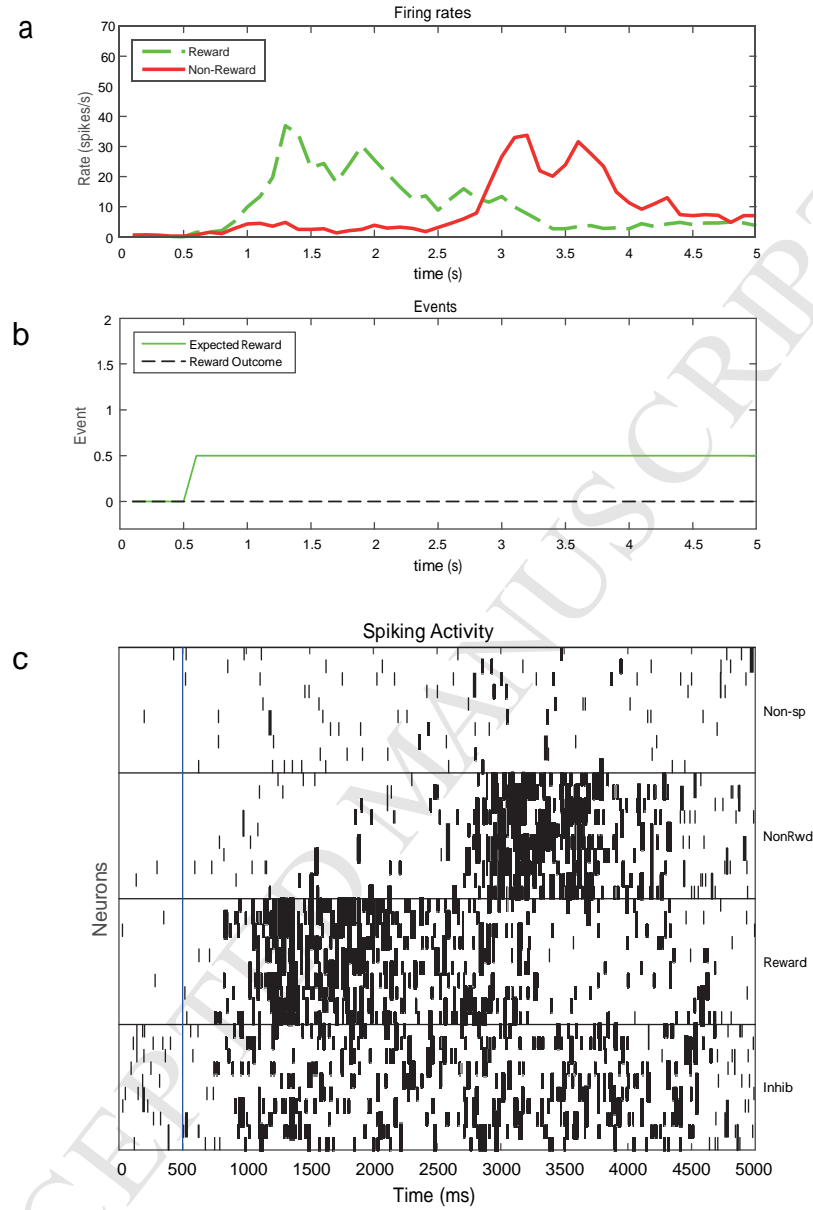 a
Firing rates
70
60
50
40
30
20
10
0
Reward
Non-Reward
Rate (spikes/s)
0 0.5 1 1.5 2 2.5 3 3.5 4 4.5 5
time (s)
b
Events
2
1.5
1
0.5
0
Expected Reward
Reward Outcome
Event
0 0.5 1 1.5 2 2.5 3 3.5 4 4.5 5
time (s)
c
Spiking Activity
Non-sp
NonRwd
Reward
Inhib
Neurons
0 500 1000 1500 2000 2500 3000 3500 4000 4500 5000
Time (ms)
CEPTED MANUSCRIPT